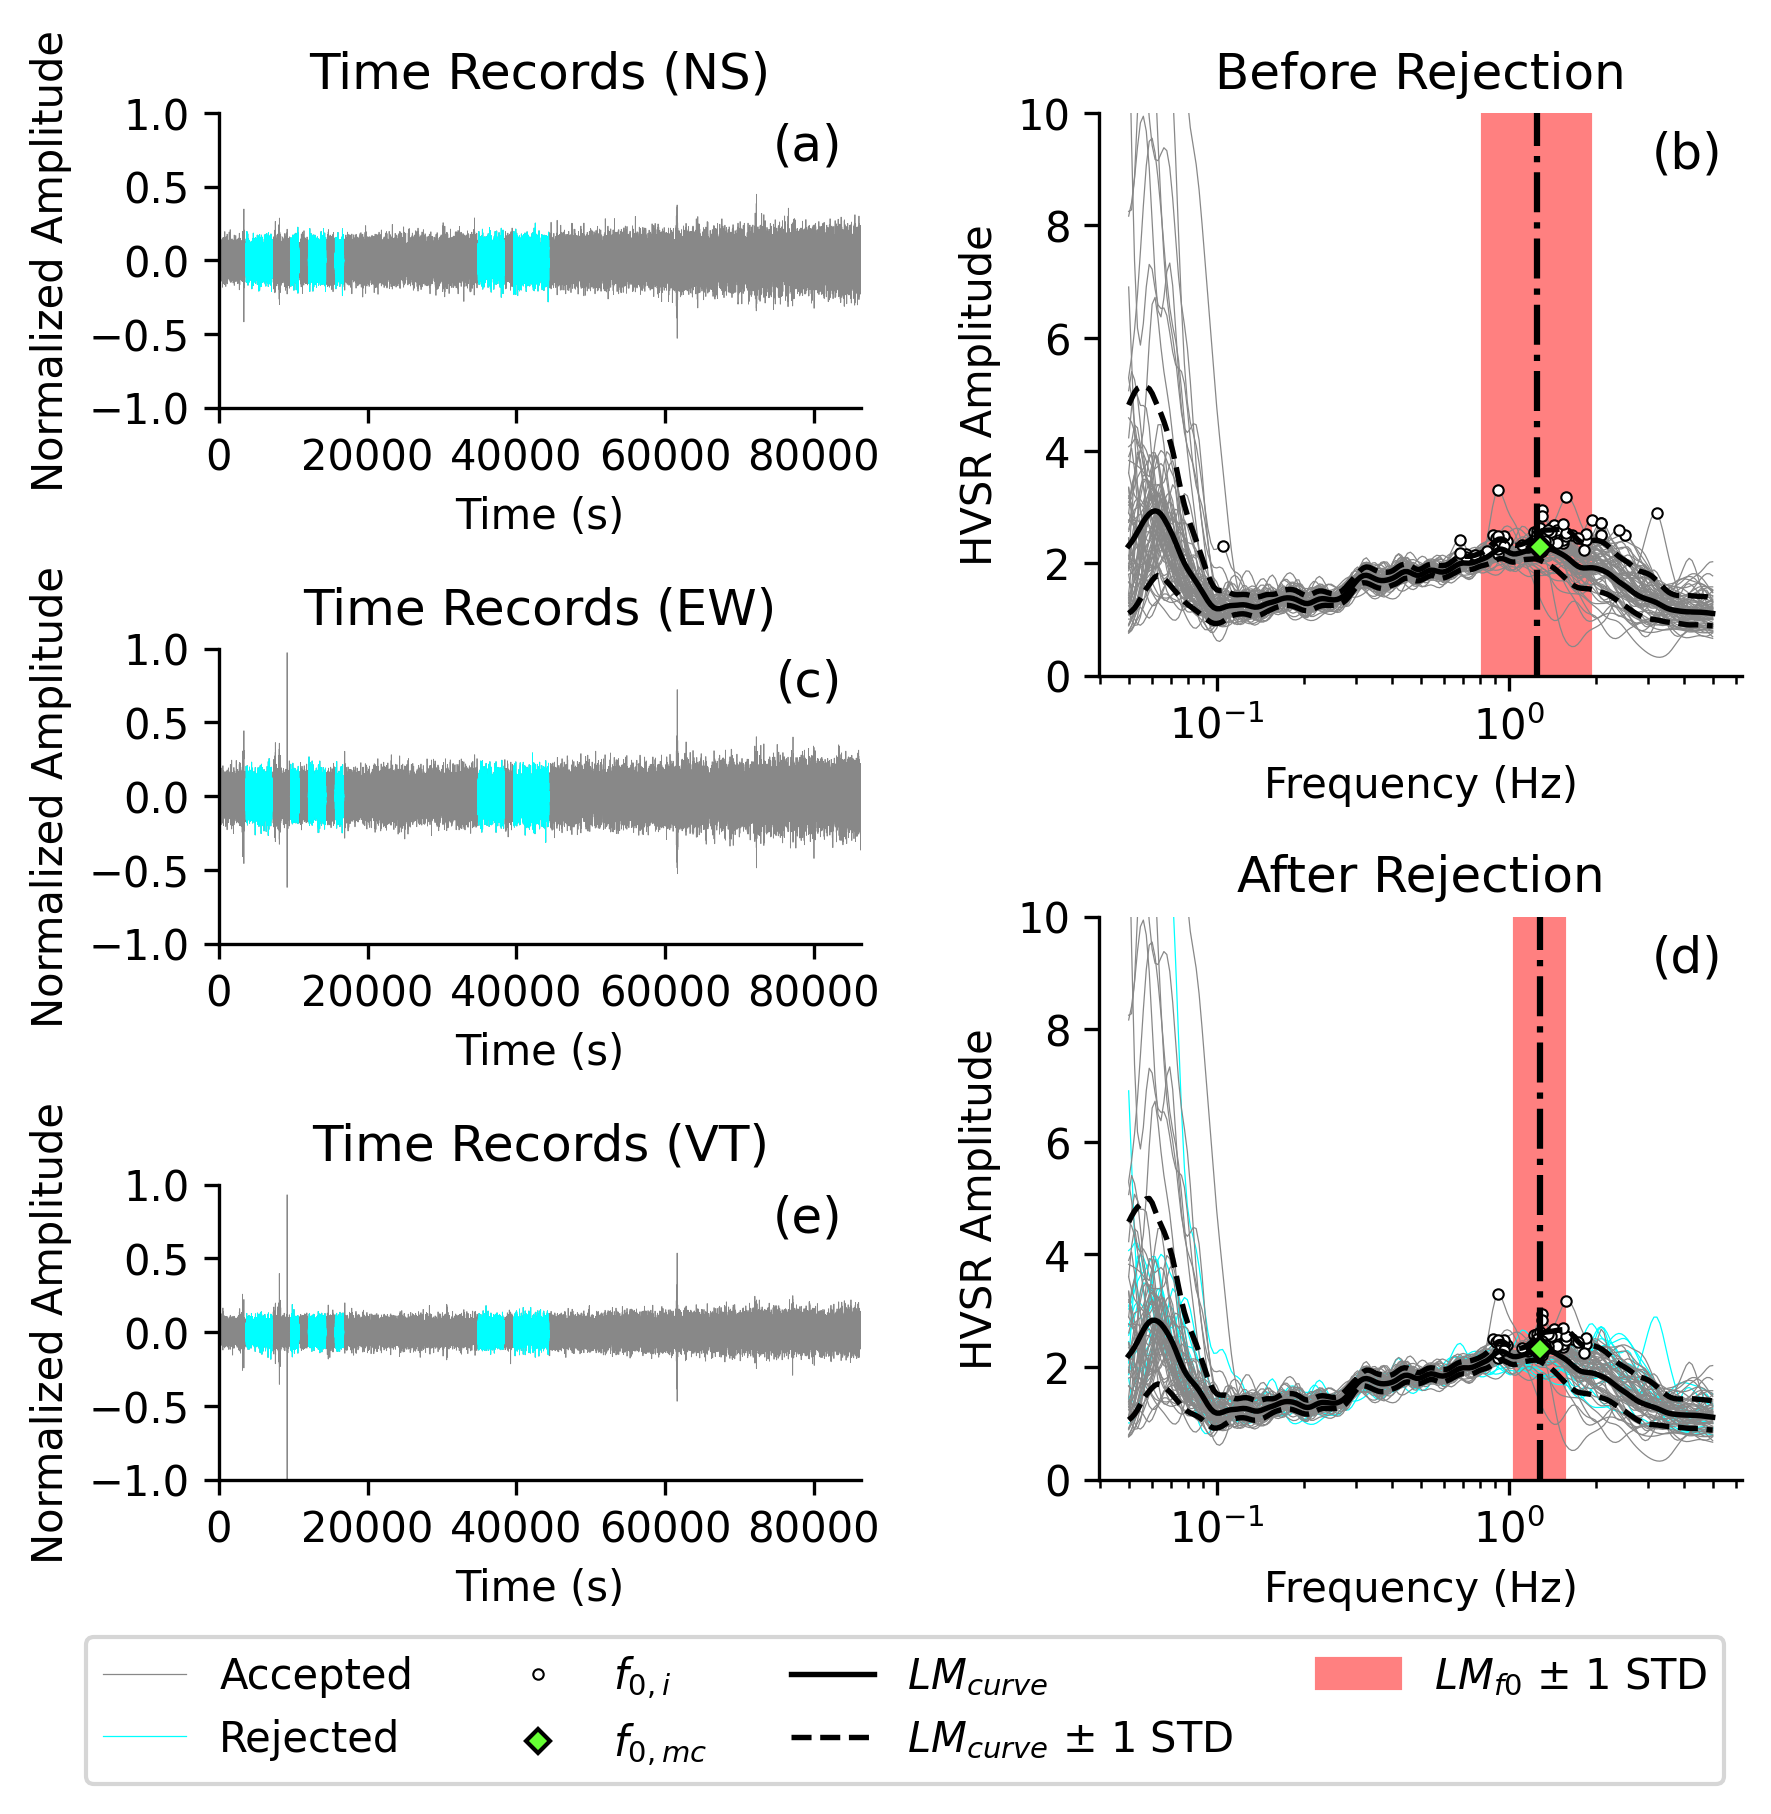 Time Records (NS)
Normalized Amplitude
1.0
0.5
0.0
−0.5
−1.0
(a)
0 20000 40000 60000 80000
Time (s)
Before Rejection
HVSR Amplitude
10
8
6
4
2
0
(b)
10⁻¹ 10⁰
Frequency (Hz)
Time Records (EW)
Normalized Amplitude
1.0
0.5
0.0
−0.5
−1.0
(c)
0 20000 40000 60000 80000
Time (s)
After Rejection
HVSR Amplitude
10
8
6
4
2
0
(d)
10⁻¹ 10⁰
Frequency (Hz)
Time Records (VT)
Normalized Amplitude
1.0
0.5
0.0
−0.5
−1.0
(e)
0 20000 40000 60000 80000
Time (s)
Accepted
Rejected
f0,i
f0,mc
LMcurve
LMcurve ± 1 STD
LMf0 ± 1 STD